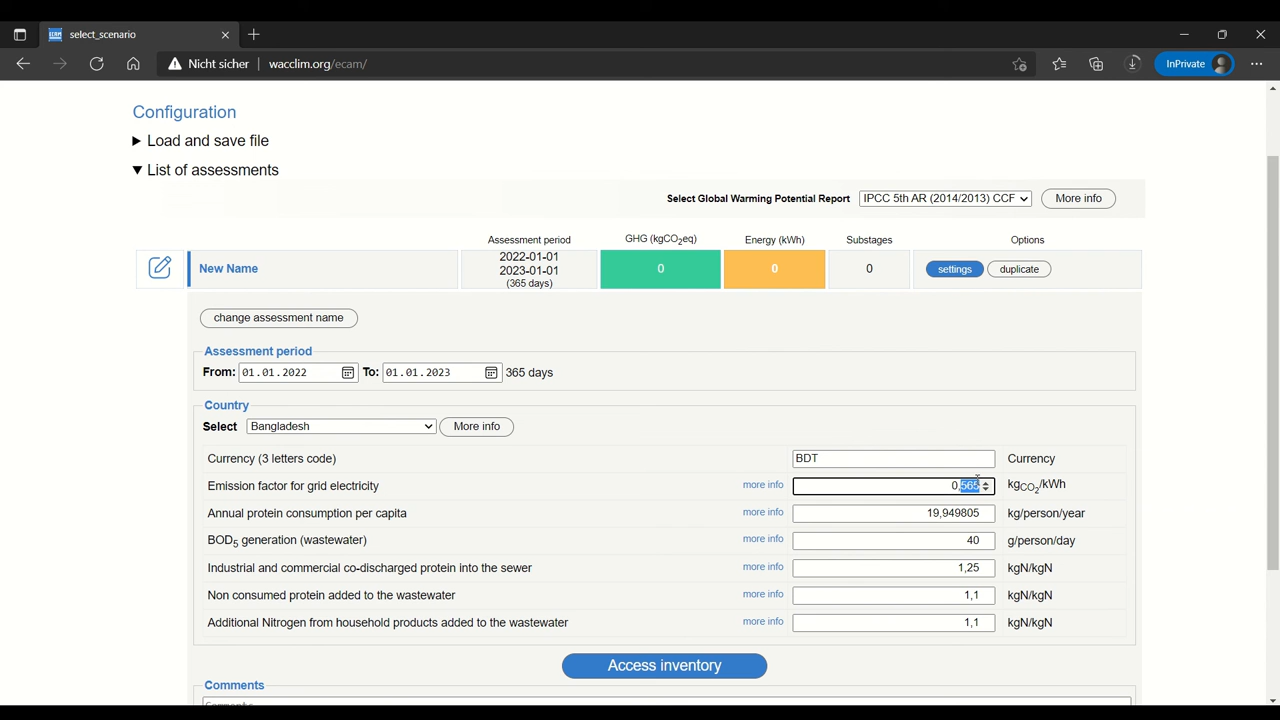 select_scenario
Nicht sicher wacclim.org/ecam/ InPrivate
Configuration
Load and save file
List of assessments
Select Global Warming Potential Report IPCC 5th AR (2014/2013) CCF More info
Assessment period GHG (kgCO2eq) Energy (kWh) Substages Options
New Name 2022-01-01 0 0 0 settings duplicate
2023-01-01
(365 days)
change assessment name
Assessment period
From: 01.01.2022 To: 01.01.2023 365 days
Country
Select Bangladesh More info
Currency (3 letters code) BDT Currency
Emission factor for grid electricity more info 0,565 kgCO2/kWh
Annual protein consumption per capita more info 19,949805 kg/person/year
BOD5 generation (wastewater) more info 40 g/person/day
Industrial and commercial co-discharged protein into the sewer more info 1,25 kgN/kgN
Non consumed protein added to the wastewater more info 1,1 kgN/kgN
Additional Nitrogen from household products added to the wastewater more info 1,1 kgN/kgN
Access inventory
Comments
Comments